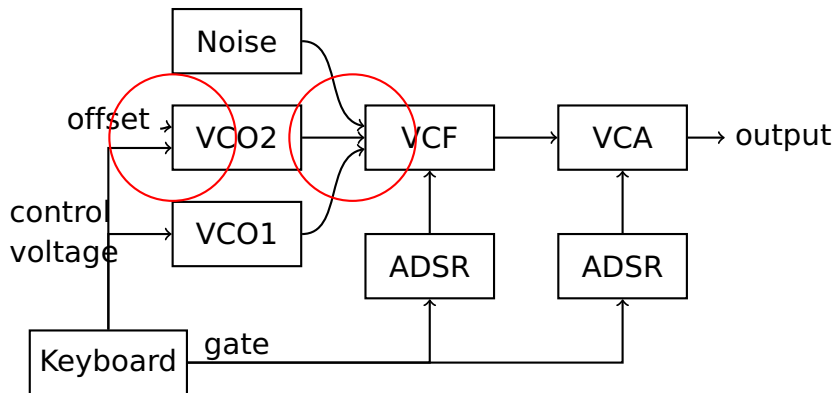 Noise
offset
VCO2
VCF
VCA
output
control
voltage
VCO1
ADSR
ADSR
Keyboard
gate